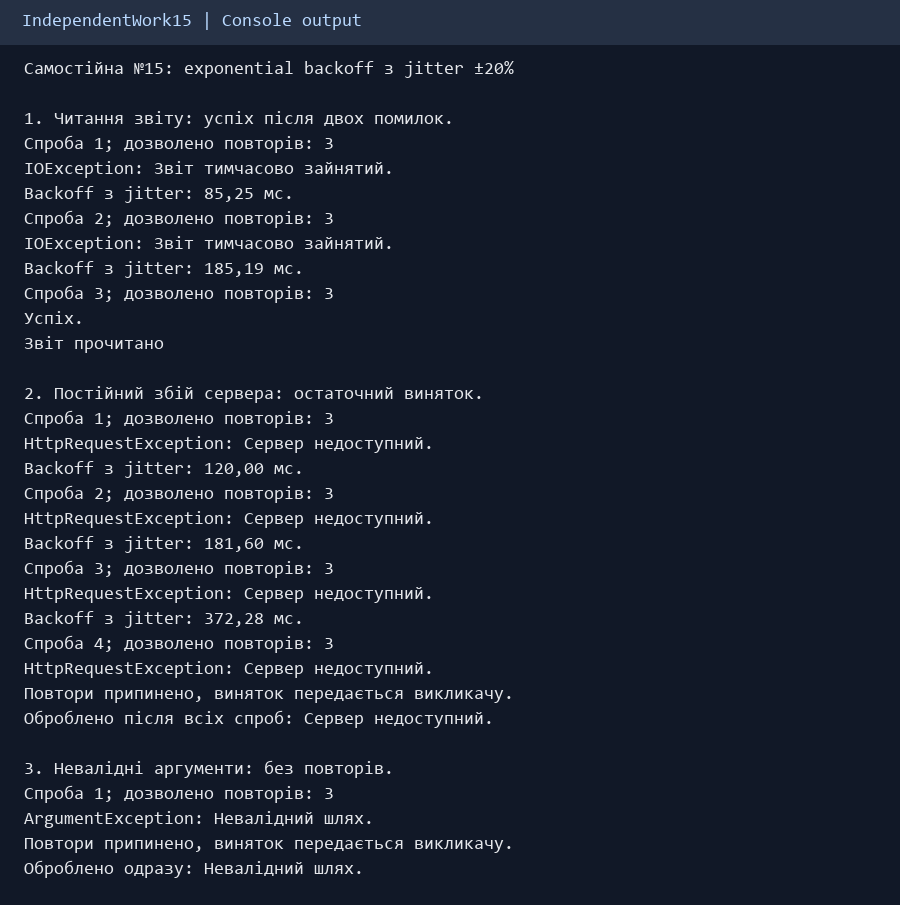 IndependentWork15 | Console output
Самостійна №15: exponential backoff з jitter ±20%
1. Читання звіту: успіх після двох помилок.
Спроба 1; дозволено повторів: 3
IOException: Звіт тимчасово зайнятий.
Backoff з jitter: 85,25 мс.
Спроба 2; дозволено повторів: 3
IOException: Звіт тимчасово зайнятий.
Backoff з jitter: 185,19 мс.
Спроба 3; дозволено повторів: 3
Успіх.
Звіт прочитано
2. Постійний збій сервера: остаточний виняток.
Спроба 1; дозволено повторів: 3
HttpRequestException: Сервер недоступний.
Backoff з jitter: 120,00 мс.
Спроба 2; дозволено повторів: 3
HttpRequestException: Сервер недоступний.
Backoff з jitter: 181,60 мс.
Спроба 3; дозволено повторів: 3
HttpRequestException: Сервер недоступний.
Backoff з jitter: 372,28 мс.
Спроба 4; дозволено повторів: 3
HttpRequestException: Сервер недоступний.
Повтори припинено, виняток передається викликачу.
Оброблено після всіх спроб: Сервер недоступний.
3. Невалідні аргументи: без повторів.
Спроба 1; дозволено повторів: 3
ArgumentException: Невалідний шлях.
Повтори припинено, виняток передається викликачу.
Оброблено одразу: Невалідний шлях.